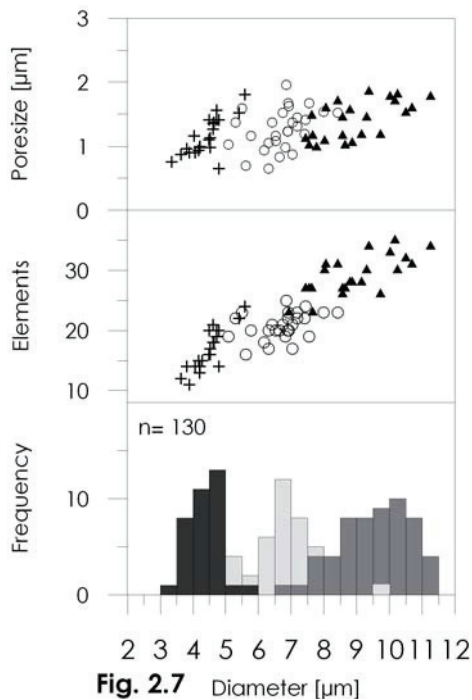 3
Poresize [µm]
2
1
0
Elements
30
20
10
n= 130
Frequency
10
0
2 3 4 5 6 7 8 9 10 11 12
Fig. 2.7 Diameter [µm]